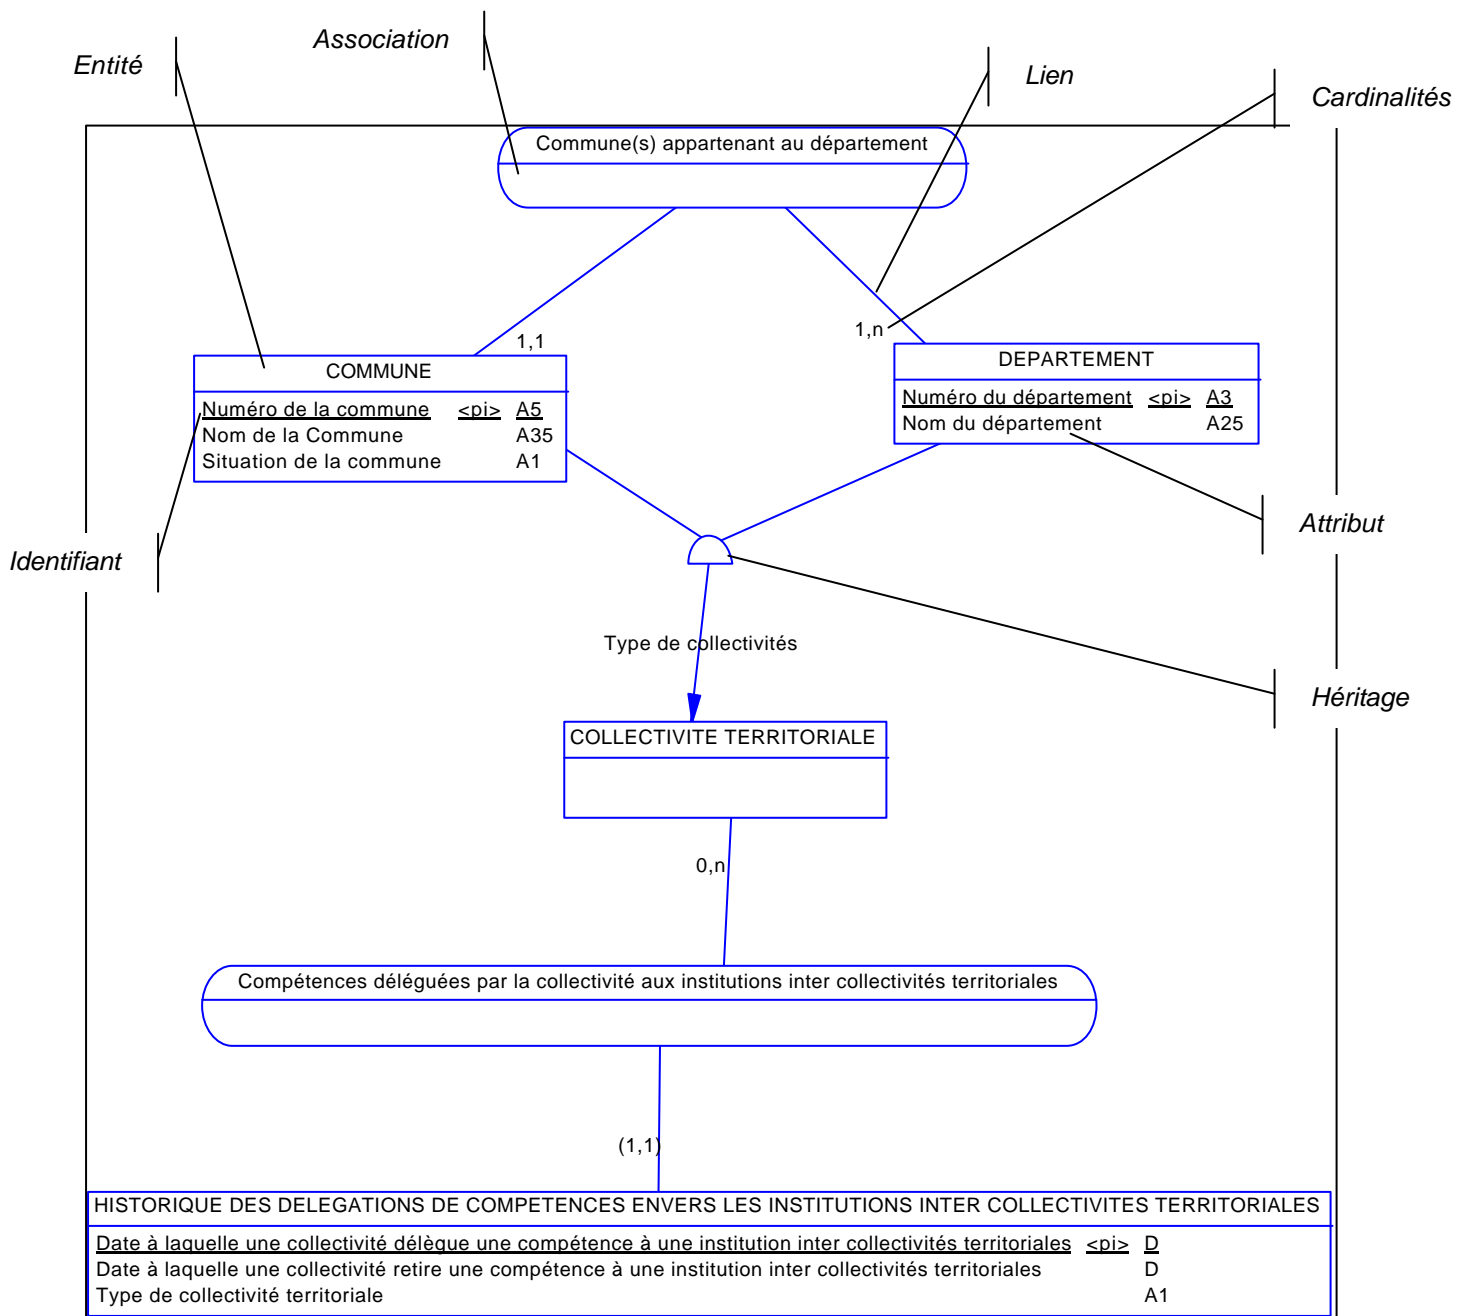 Association
Entité
Lien
Cardinalités
Commune(s) appartenant au département
1,1
1,n
COMMUNE
Numéro de la commune <pi> A5
Nom de la Commune A35
Situation de la commune A1
DEPARTEMENT
Numéro du département <pi> A3
Nom du département A25
Attribut
Identifiant
Type de collectivités
Héritage
COLLECTIVITE TERRITORIALE
0,n
Compétences déléguées par la collectivité aux institutions inter collectivités territoriales
(1,1)
HISTORIQUE DES DELEGATIONS DE COMPETENCES ENVERS LES INSTITUTIONS INTER COLLECTIVITES TERRITORIALES
Date à laquelle une collectivité délègue une compétence à une institution inter collectivités territoriales <pi> D
Date à laquelle une collectivité retire une compétence à une institution inter collectivités territoriales D
Type de collectivité territoriale A1